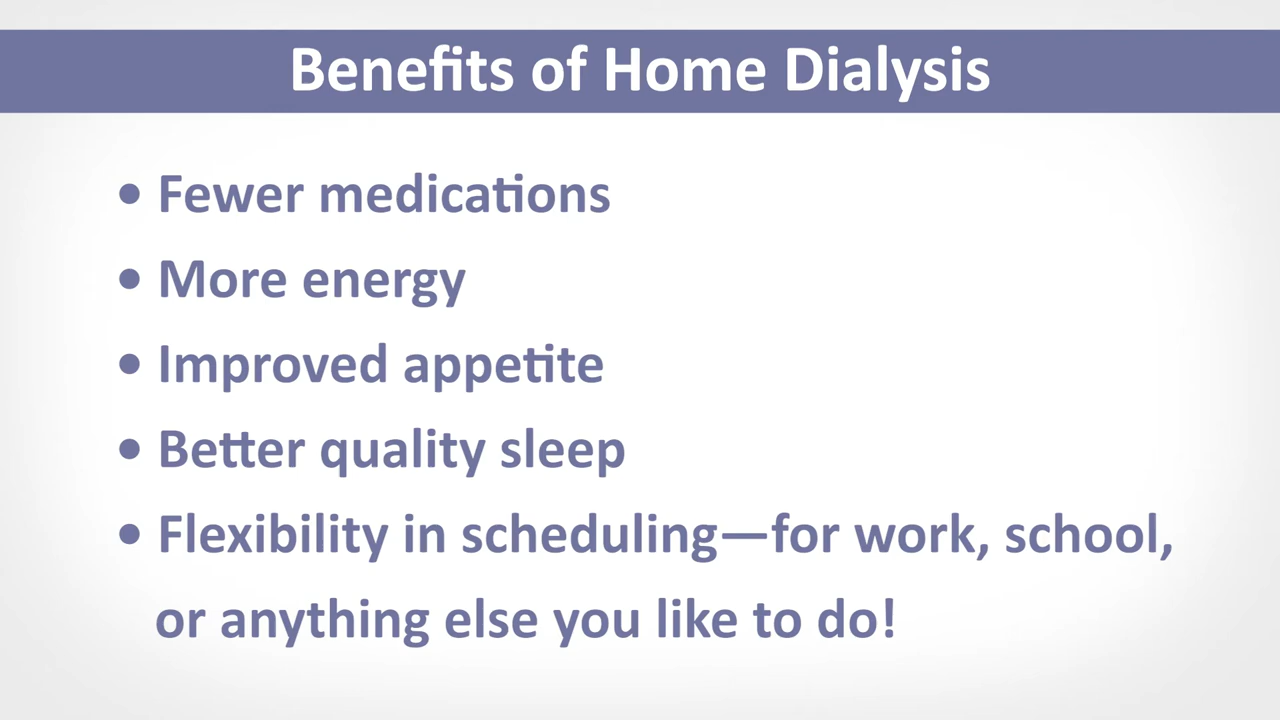 Benefits of Home Dialysis
• Fewer medications
• More energy
• Improved appetite
• Better quality sleep
• Flexibility in scheduling—for work, school,
or anything else you like to do!